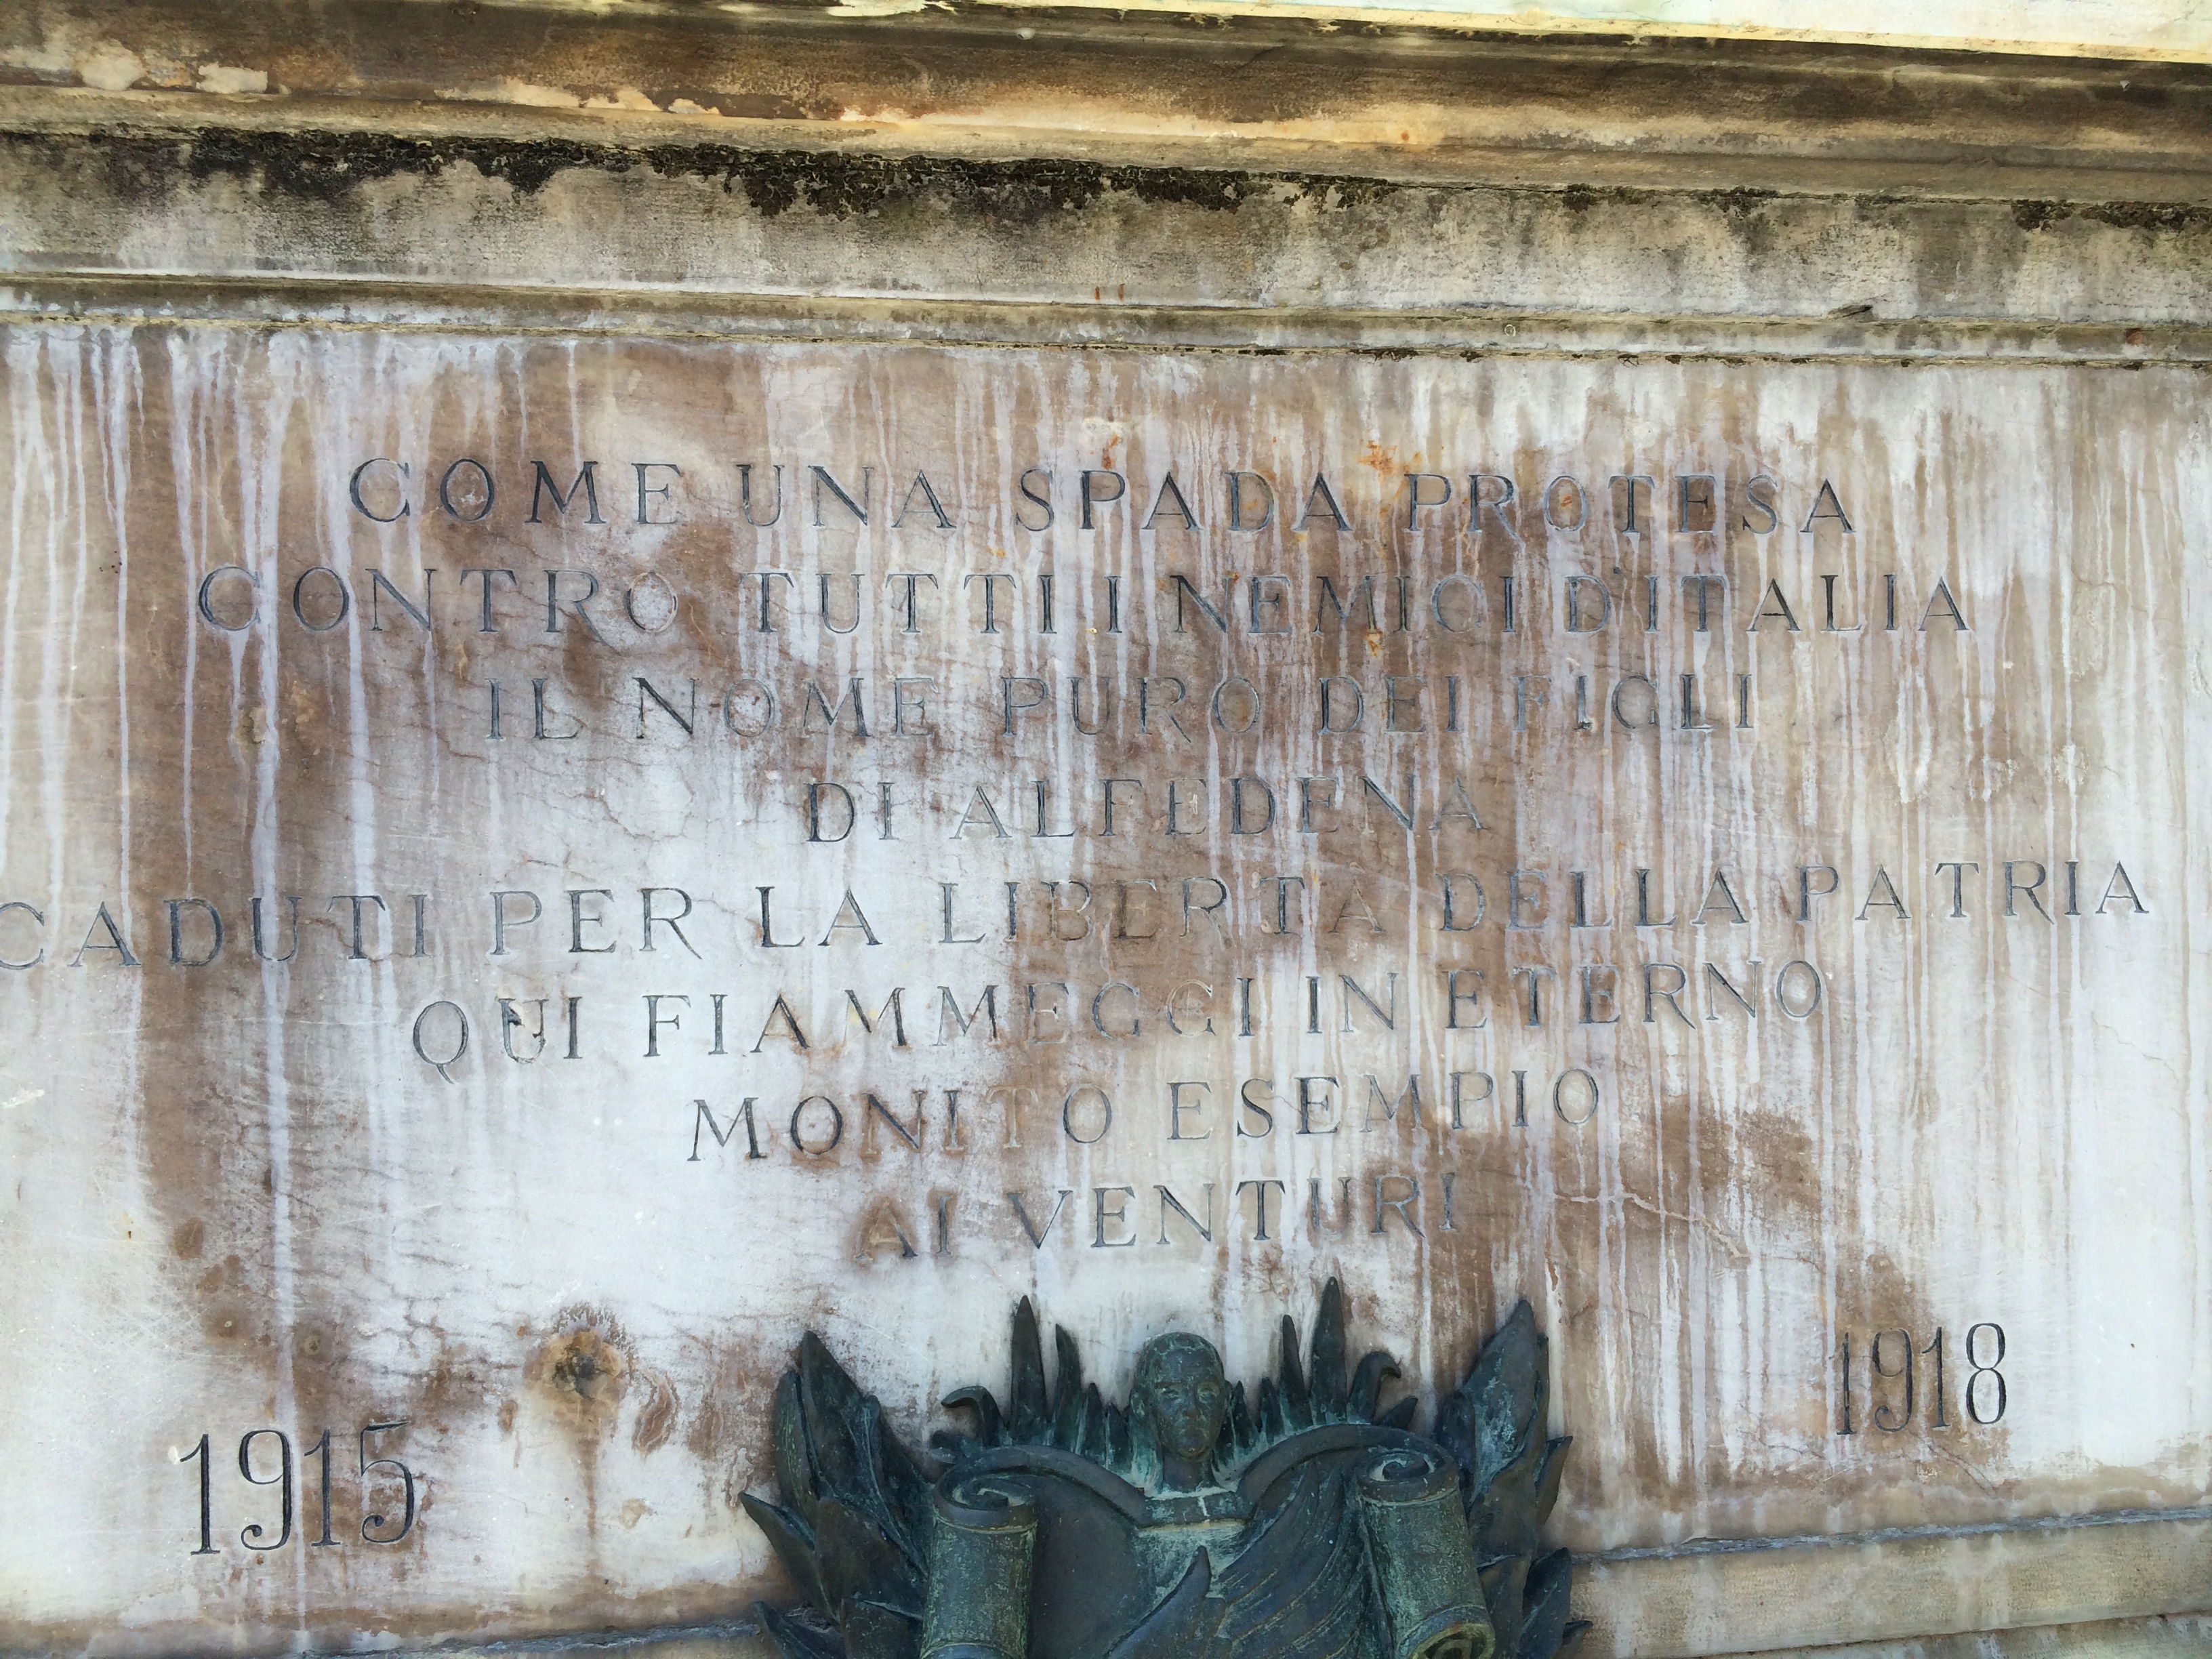 COME UNA SPADA PROTESA
CONTRO TUTTI I NEMICI D'ITALIA
IL NOME PURO DEI FIGLI
DI ALFEDENA
CADUTI PER LA LIBERTA DELLA PATRIA
QUI FIAMMEGGI IN ETERNO
MONITO ESEMPIO
AI VENTURI
1915 1918